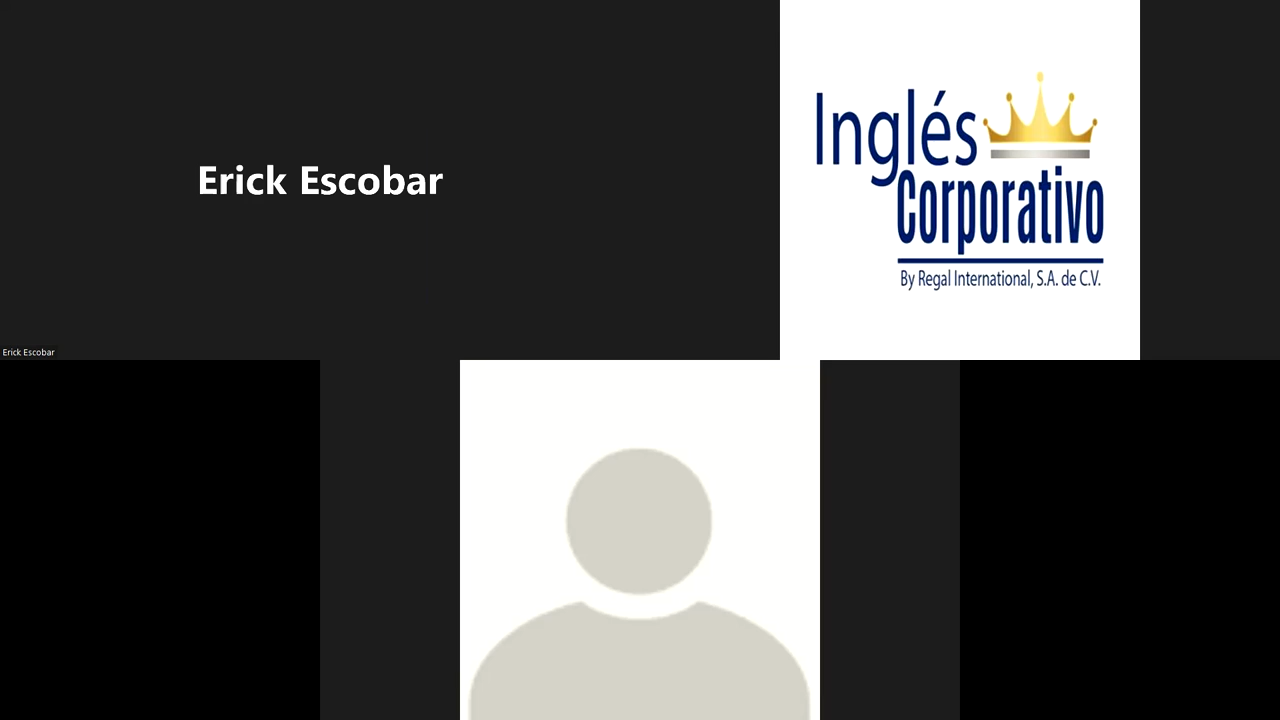 Erick Escobar
Inglés
Corporativo
By Regal International, S.A. de C.V.
Erick Escobar